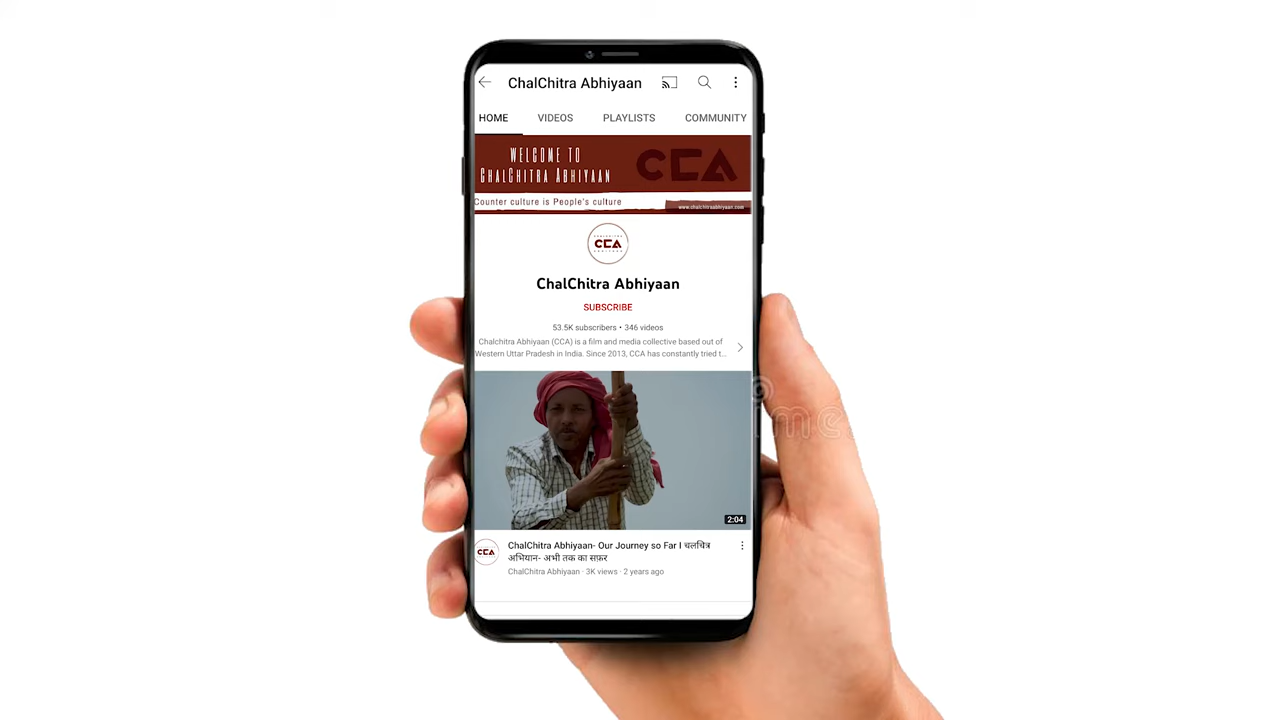 ChalChitra Abhiyaan
HOME VIDEOS PLAYLISTS COMMUNITY
WELCOME TO
CHALCHITRA ABHIYAAN
CCA
Counter culture is People's culture
www.chalchitraabhiyaan.com
CHALCHITRA
CCA
ABHIYAAN
ChalChitra Abhiyaan
SUBSCRIBE
53.5K subscribers • 346 videos
Chalchitra Abhiyaan (CCA) is a film and media collective based out of
Western Uttar Pradesh in India. Since 2013, CCA has constantly tried t...
2:04
CCA
ChalChitra Abhiyaan- Our Journey so Far I चलचित्र
अभियान- अभी तक का सफ़र
ChalChitra Abhiyaan · 3K views · 2 years ago